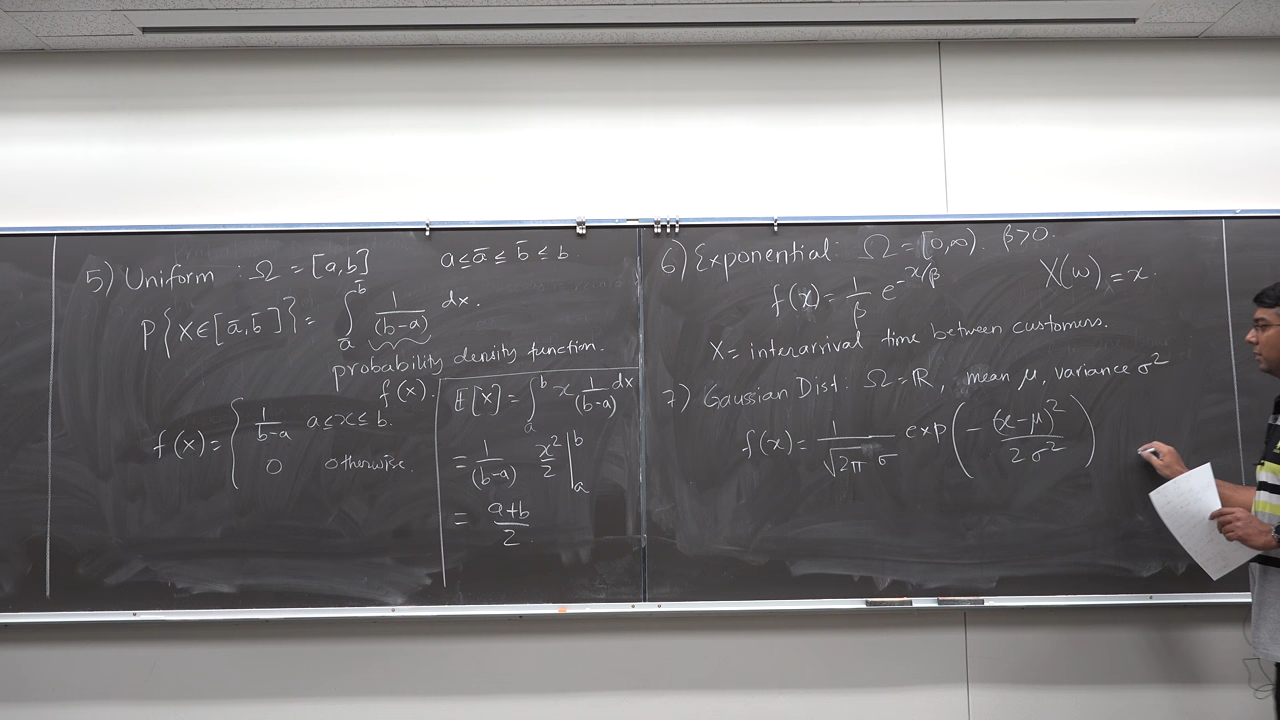 5) Uniform : Ω = [a,b] a ≤ a̅ ≤ b̅ ≤ b
P{X∈[a̅,b̅]} = ∫_a̅^b̅ 1/(b-a) dx.
probability density function.
f(x).
f(x) = { 1/(b-a) a≤x≤b.
0 otherwise.
E[X] = ∫_a^b x 1/(b-a) dx
= 1/(b-a) x²/2 |_a^b
= (a+b)/2.
6) Exponential: Ω = [0,∞). β>0.
f(x) = 1/β e^{-x/β} X(ω) = x.
X = interarrival time between customers.
7) Gaussian Dist: Ω = ℝ, mean μ, variance σ²
f(x) = 1/(√2π σ) exp(- (x-μ)²/(2σ²))